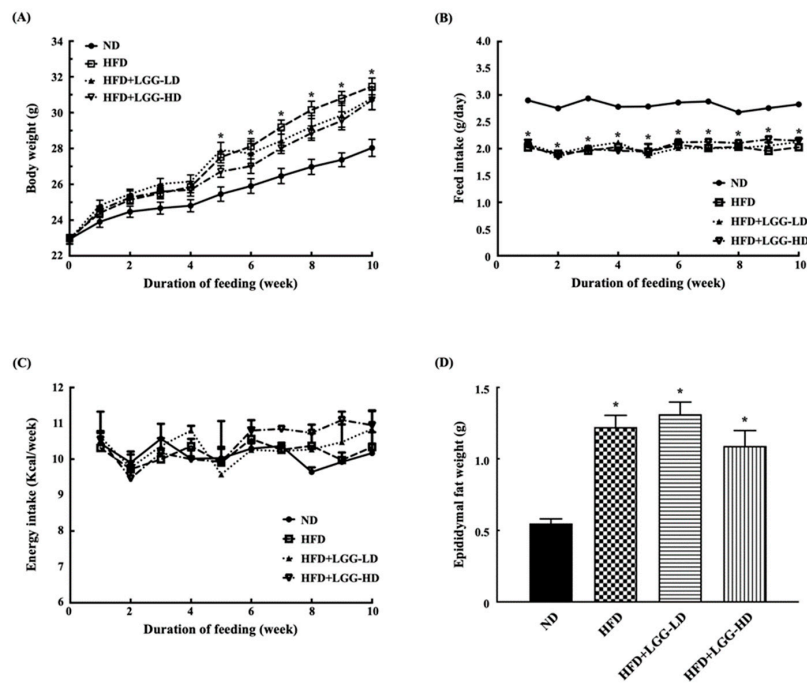 (A)
ND
HFD
HFD+LGG-LD
HFD+LGG-HD
Body weight (g)
34
32
30
28
26
24
22
* * * * * *
0 2 4 6 8 10
Duration of feeding (week)
(B)
Feed intake (g/day)
4.0
3.5
3.0
2.5
2.0
1.5
1.0
0.5
0
* * * * * * * * * *
ND
HFD
HFD+LGG-LD
HFD+LGG-HD
0 2 4 6 8 10
Duration of feeding (week)
(C)
Energy intake (Kcal/week)
12
11
10
9
8
7
6
ND
HFD
HFD+LGG-LD
HFD+LGG-HD
0 2 4 6 8 10
Duration of feeding (week)
(D)
Epididymal fat weight (g)
1.5
1.0
0.5
0
* * *
ND
HFD
HFD+LGG-LD
HFD+LGG-HD